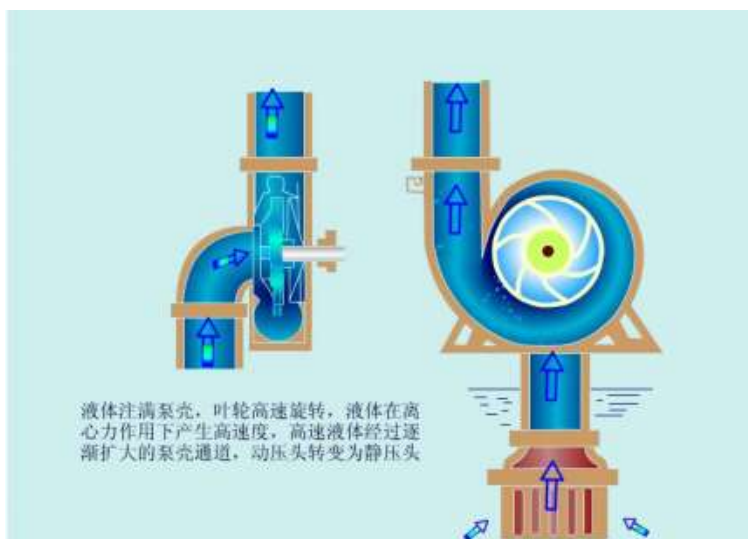 液体注满泵壳，叶轮高速旋转，液体在离
心力作用下产生高速度，高速液体经过逐
渐扩大的泵壳通道，动压头转变为静压头